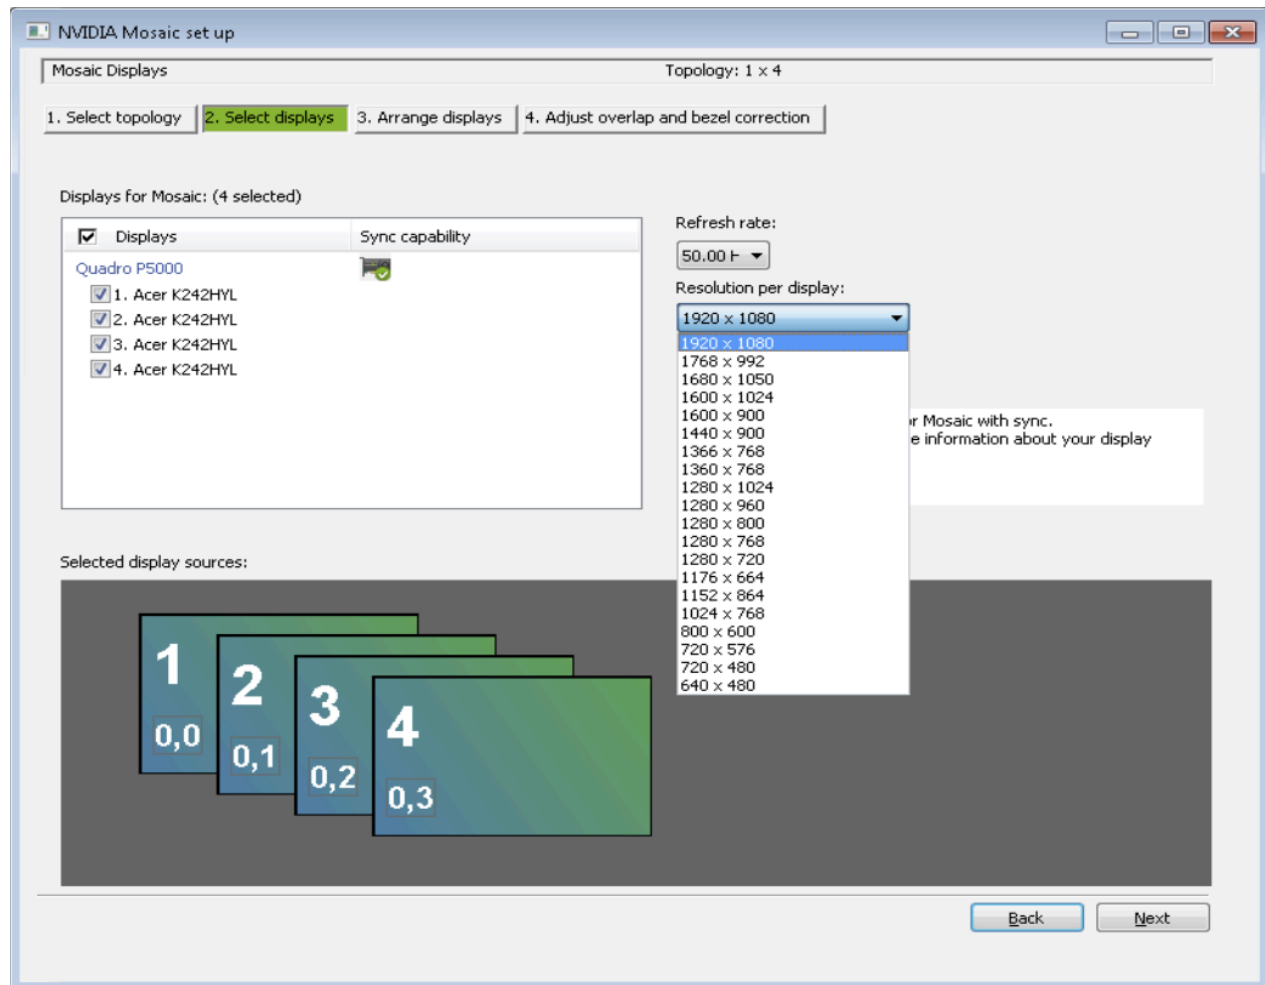 NVIDIA Mosaic set up
Mosaic Displays
Topology: 1 x 4
1. Select topology
2. Select displays
3. Arrange displays
4. Adjust overlap and bezel correction
Displays for Mosaic: (4 selected)
Displays
Sync capability
Quadro P5000
1. Acer K242HYL
2. Acer K242HYL
3. Acer K242HYL
4. Acer K242HYL
Refresh rate:
50.00 H
Resolution per display:
1920 x 1080
1920 x 1080
1768 x 992
1680 x 1050
1600 x 1024
1600 x 900
1440 x 900
1366 x 768
1360 x 768
1280 x 1024
1280 x 960
1280 x 800
1280 x 768
1280 x 720
1176 x 664
1152 x 864
1024 x 768
800 x 600
720 x 576
720 x 480
640 x 480
r Mosaic with sync.
e information about your display
Selected display sources:
1
0,0
2
0,1
3
0,2
4
0,3
Back
Next